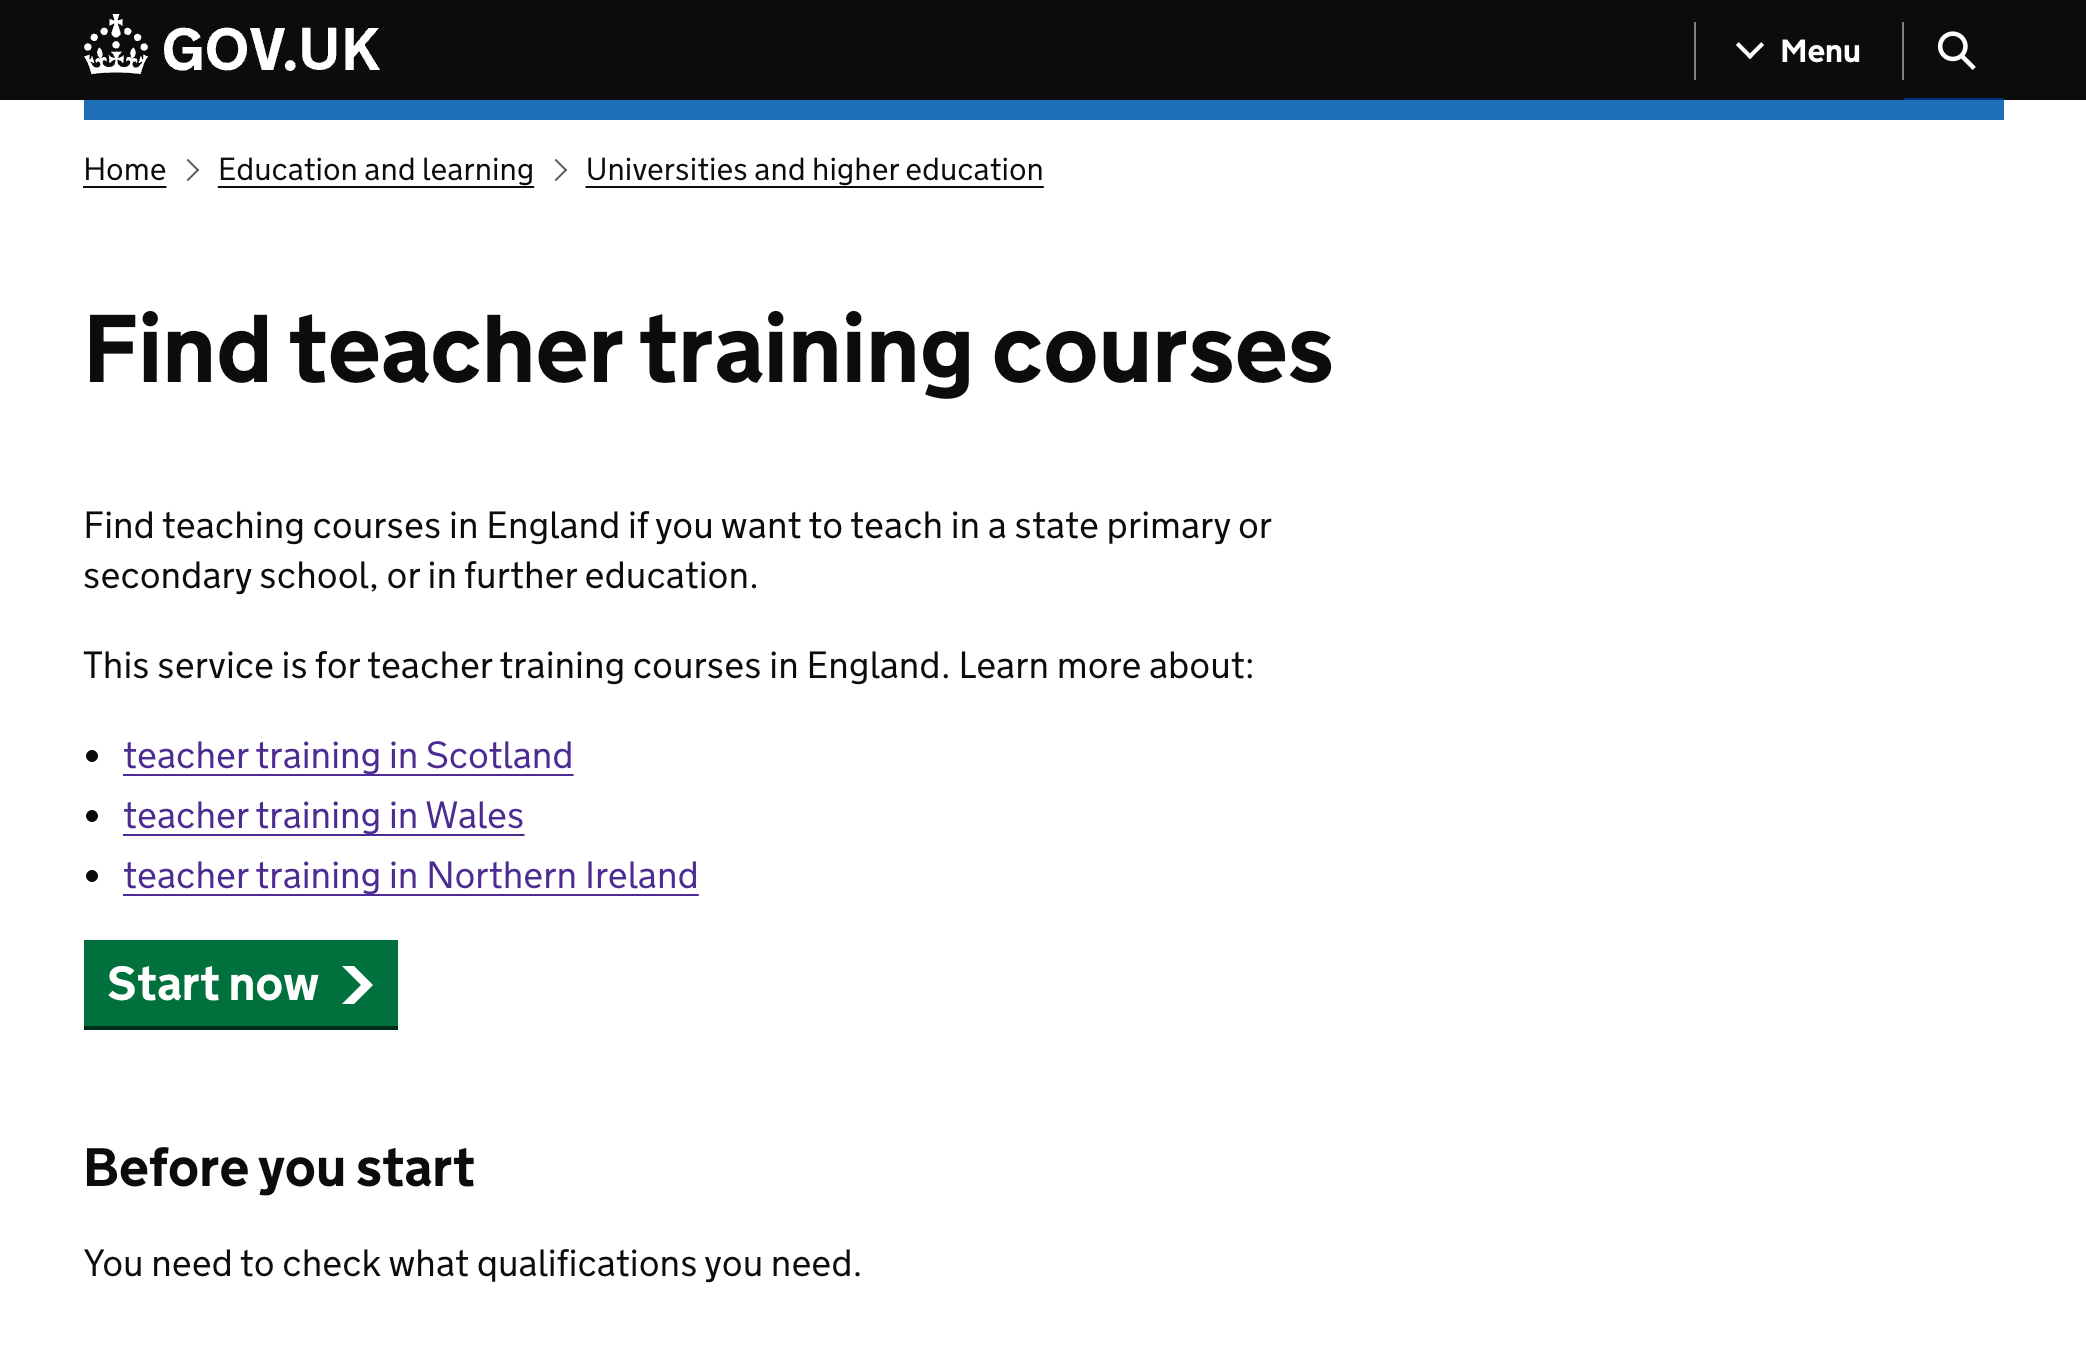 GOV.UK
Menu
Home
Education and learning
Universities and higher education
Find teacher training courses
Find teaching courses in England if you want to teach in a state primary or
secondary school, or in further education.
This service is for teacher training courses in England. Learn more about:
• teacher training in Scotland
• teacher training in Wales
• teacher training in Northern Ireland
Start now
Before you start
You need to check what qualifications you need.